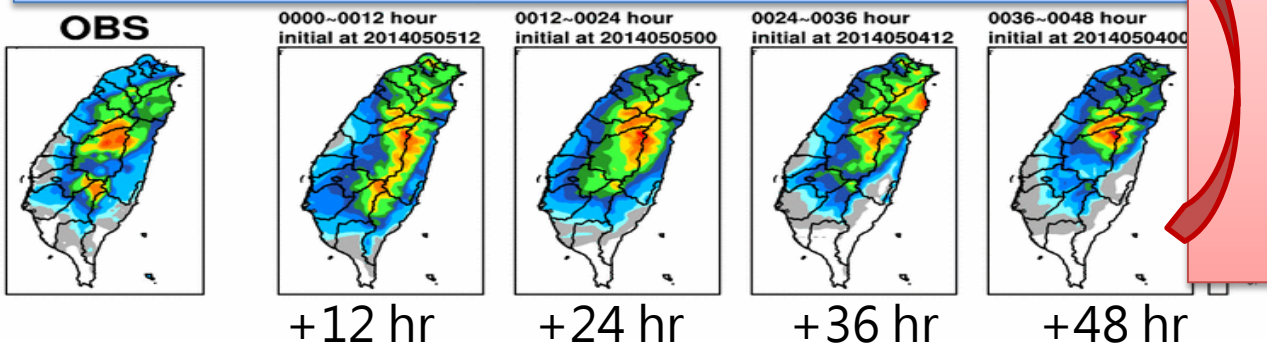 OBS
0000~0012 hour
initial at 2014050512
0012~0024 hour
initial at 2014050500
0024~0036 hour
initial at 2014050412
0036~0048 hour
initial at 2014050400
+12 hr
+24 hr
+36 hr
+48 hr